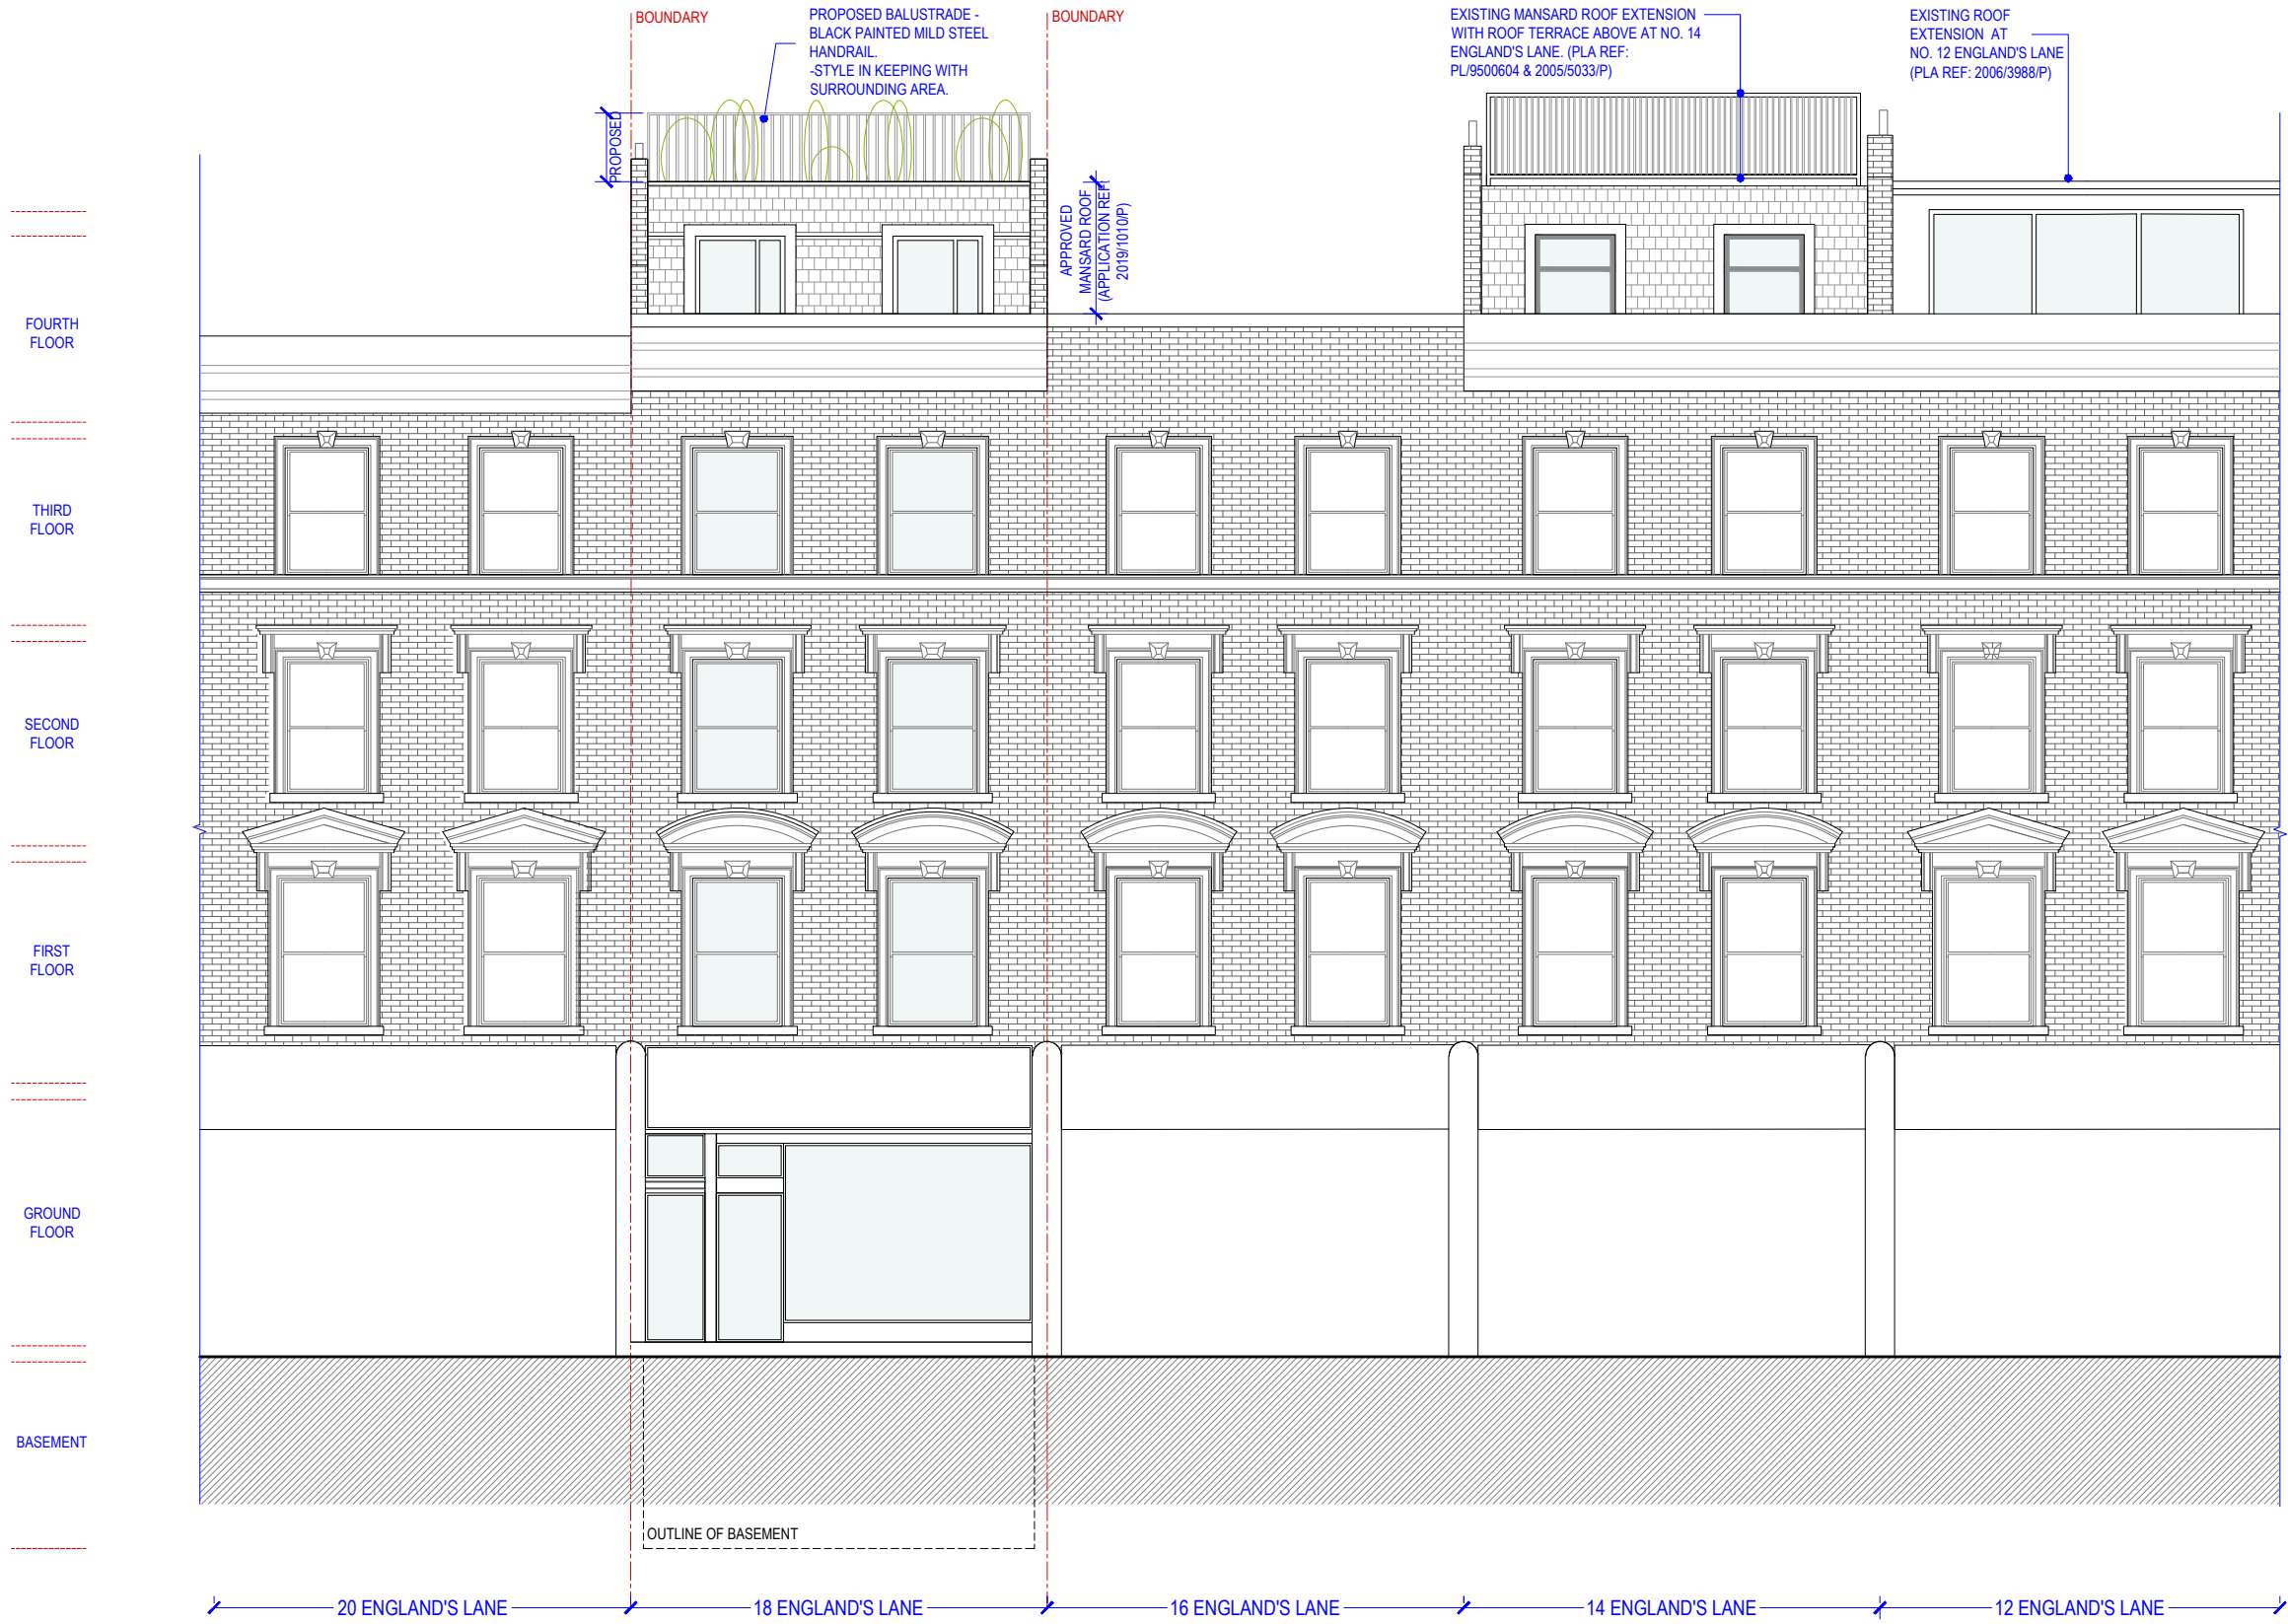 BOUNDARY
PROPOSED BALUSTRADE -
BLACK PAINTED MILD STEEL
HANDRAIL.
-STYLE IN KEEPING WITH
SURROUNDING AREA.
BOUNDARY
EXISTING MANSARD ROOF EXTENSION
WITH ROOF TERRACE ABOVE AT NO. 14
ENGLAND'S LANE. (PLA REF:
PL/9500604 & 2005/5033/P)
EXISTING ROOF
EXTENSION AT
NO. 12 ENGLAND'S LANE
(PLA REF: 2006/3988/P)
PROPOSED
APPROVED
MANSARD ROOF
(APPLICATION REF:
2019/1010/P)
FOURTH
FLOOR
THIRD
FLOOR
SECOND
FLOOR
FIRST
FLOOR
GROUND
FLOOR
BASEMENT
OUTLINE OF BASEMENT
20 ENGLAND'S LANE
18 ENGLAND'S LANE
16 ENGLAND'S LANE
14 ENGLAND'S LANE
12 ENGLAND'S LANE